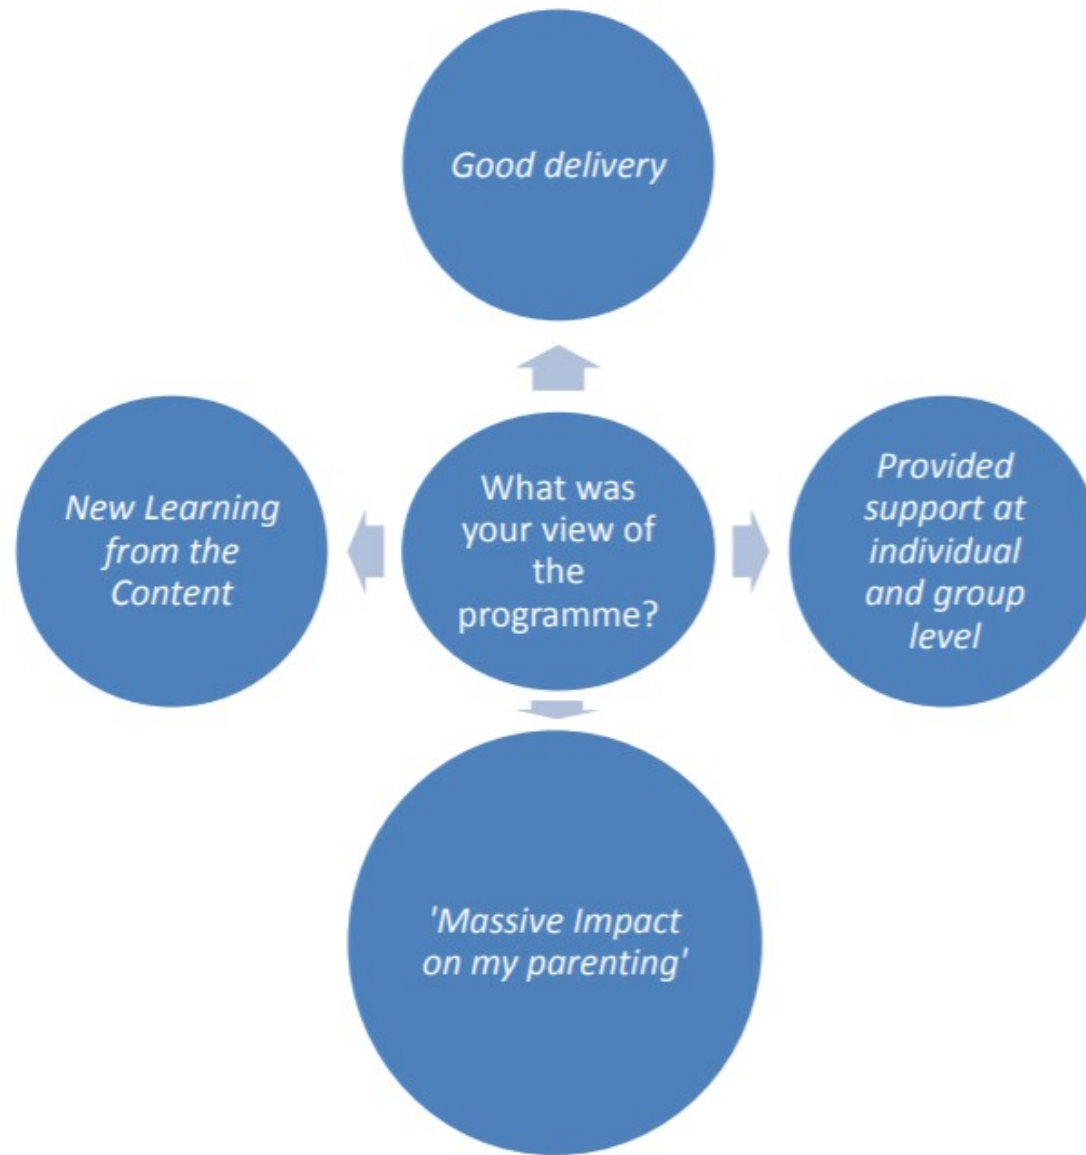 Good delivery
New Learning
from the
Content
What was
your view of
the
programme?
Provided
support at
individual
and group
level
'Massive Impact
on my parenting'